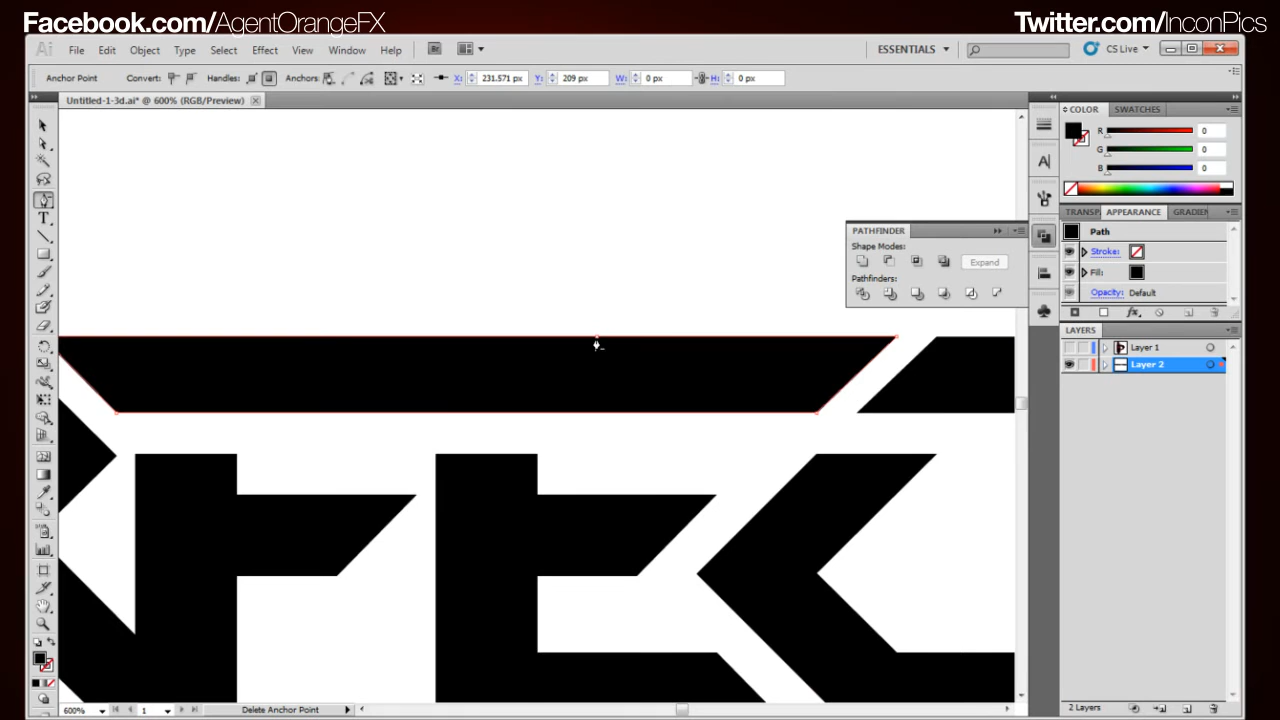 Facebook.com/AgentOrangeFX
Twitter.com/InconPics
Ai File Edit Object Type Select Effect View Window Help Br ESSENTIALS CS Live
Anchor Point Convert: Handles: Anchors: X: 231.571 px Y: 209 px W: 0 px H: 0 px
Untitled-1-3d.ai* @ 600% (RGB/Preview)
COLOR SWATCHES
R 0
G 0
B 0
TRANSP APPEARANCE GRADIEN
Path
Stroke:
Fill:
Opacity: Default
fx
PATHFINDER
Shape Modes:
Expand
Pathfinders:
LAYERS
Layer 1
Layer 2
2 Layers
600% 1 Delete Anchor Point